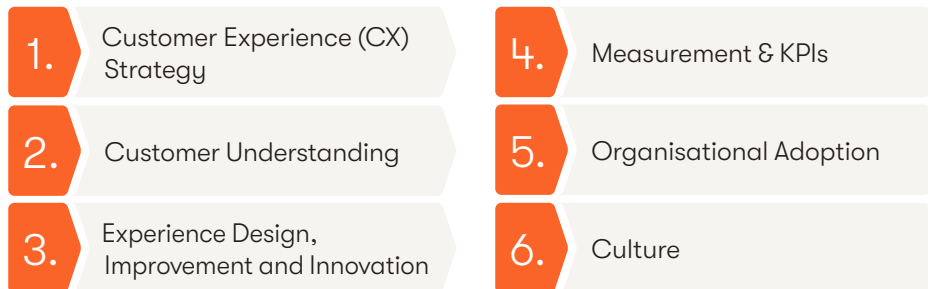 1.
Customer Experience (CX)
Strategy
2.
Customer Understanding
3.
Experience Design,
Improvement and Innovation
4.
Measurement & KPIs
5.
Organisational Adoption
6.
Culture